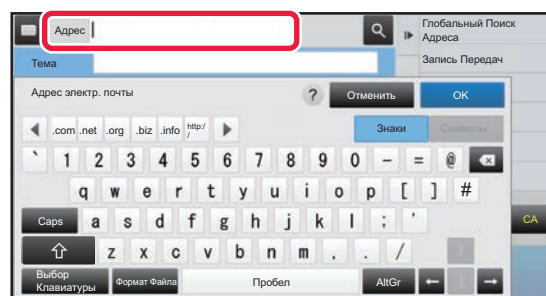 Адрес
Глобальный Поиск
Адреса
Тема
Запись Передач
Адрес электр. почты
?
Отменить
OK
.com .net .org .biz .info http:/
/
Знаки
Символы
` 1 2 3 4 5 6 7 8 9 0 - = @
q w e r t y u i o p [ ] #
Caps a s d f g h j k l ; '
CA
z x c v b n m . . /
Выбор
Клавиатуры
Формат Файла
Пробел
AltGr